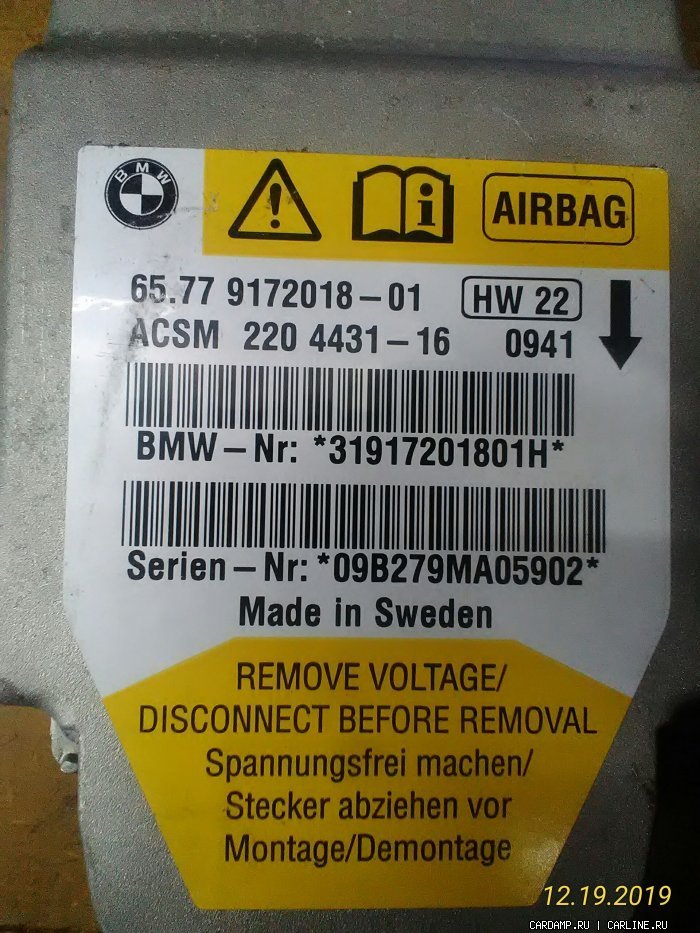 BMW
AIRBAG
65.77 9172018-01 HW 22
ACSM 220 4431-16 0941
BMW-Nr: *31917201801H*
Serien-Nr: *09B279MA05902*
Made in Sweden
REMOVE VOLTAGE/
DISCONNECT BEFORE REMOVAL
Spannungsfrei machen/
Stecker abziehen vor
Montage/Demontage
12.19.2019
CARDAMP.RU | CARLINE.RU